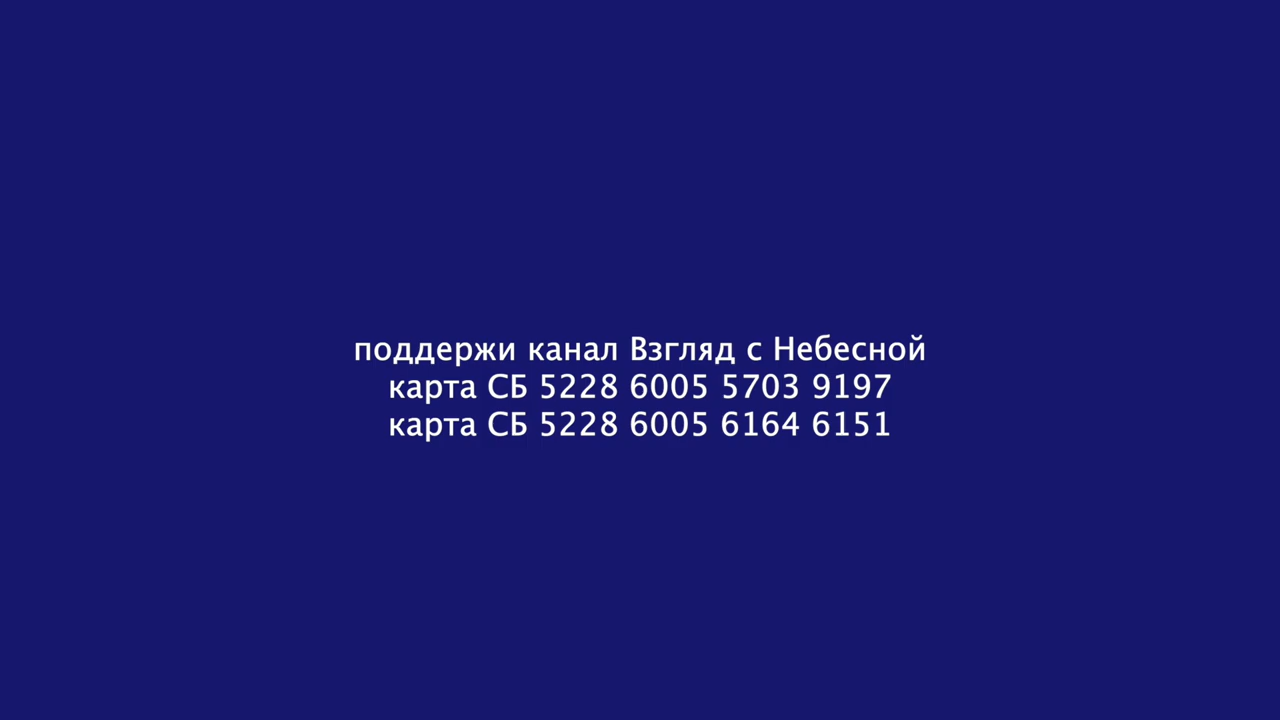 поддержи канал Взгляд с Небесной
карта СБ 5228 6005 5703 9197
карта СБ 5228 6005 6164 6151